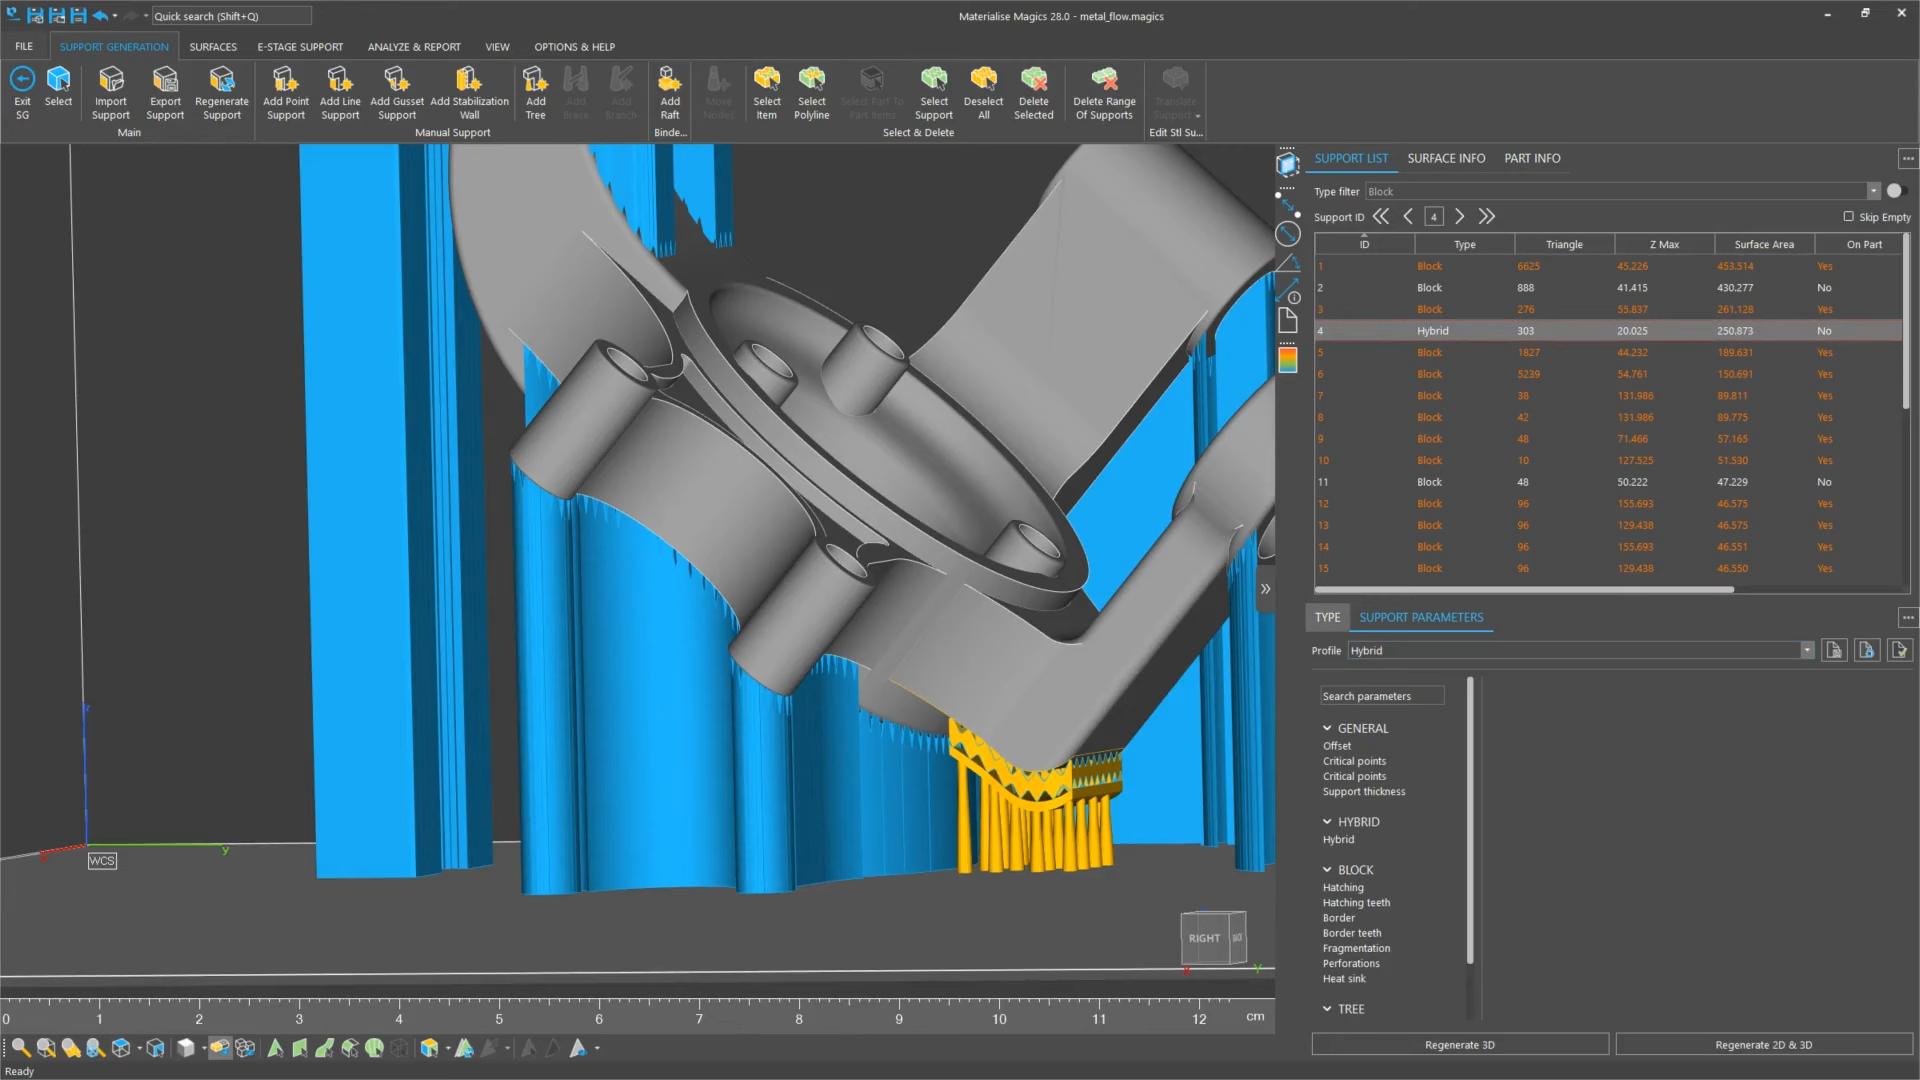 Quick search (Shift+Q)
Materialise Magics 28.0 - metal_flow.magics
FILE
SUPPORT GENERATION
SURFACES
E-STAGE SUPPORT
ANALYZE & REPORT
VIEW
OPTIONS & HELP
Exit SG
Select
Import Support
Export Support
Regenerate Support
Add Point Support
Add Line Support
Add Gusset Support
Add Stabilization Wall
Add Tree
Add Brace
Add Branch
Add Raft
Move Nodes
Select Item
Select Polyline
Select Part To Part Items
Select Support
Deselect All
Delete Selected
Delete Range Of Supports
Translate Support
Main
Manual Support
Binde...
Select & Delete
Edit Stl Su...
SUPPORT LIST
SURFACE INFO
PART INFO
Type filter Block
Support ID 4
Skip Empty
ID Type Triangle Z Max Surface Area On Part
1 Block 6625 45.226 453.514 Yes
2 Block 888 41.415 430.277 No
3 Block 276 55.837 261.128 Yes
4 Hybrid 303 20.025 250.873 No
5 Block 1827 44.232 189.631 Yes
6 Block 5239 54.761 150.691 Yes
7 Block 38 131.986 89.811 Yes
8 Block 42 131.986 89.775 Yes
9 Block 48 71.466 57.165 Yes
10 Block 10 127.525 51.530 Yes
11 Block 48 50.222 47.229 No
12 Block 96 155.693 46.575 Yes
13 Block 96 129.438 46.575 Yes
14 Block 96 155.693 46.551 Yes
15 Block 96 129.438 46.550 Yes
TYPE
SUPPORT PARAMETERS
Profile Hybrid
Search parameters
GENERAL
Offset
Critical points
Critical points
Support thickness
HYBRID
Hybrid
BLOCK
Hatching
Hatching teeth
Border
Border teeth
Fragmentation
Perforations
Heat sink
TREE
Regenerate 3D
Regenerate 2D & 3D
z
y
WCS
RIGHT
x
y
0 1 2 3 4 5 6 7 8 9 10 11 12 cm
Ready